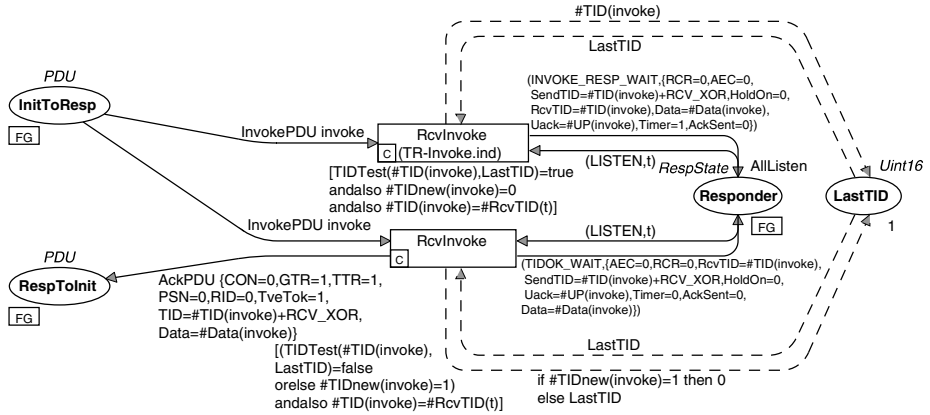 #TID(invoke)
LastTID
PDU
InitToResp
FG
InvokePDU invoke
RcvInvoke
(TR-Invoke.ind)
C
(INVOKE_RESP_WAIT,{RCR=0,AEC=0,
SendTID=#TID(invoke)+RCV_XOR,HoldOn=0,
RcvTID=#TID(invoke),Data=#Data(invoke),
Uack=#UP(invoke),Timer=1,AckSent=0})
(LISTEN,t)
[TIDTest(#TID(invoke),LastTID)=true
andalso #TIDnew(invoke)=0
andalso #TID(invoke)=#RcvTID(t)]
RespState
AllListen
Responder
FG
Uint16
LastTID
1
InvokePDU invoke
RcvInvoke
C
(LISTEN,t)
(TIDOK_WAIT,{AEC=0,RCR=0,RcvTID=#TID(invoke),
SendTID=#TID(invoke)+RCV_XOR,HoldOn=0,
Uack=#UP(invoke),Timer=0,AckSent=0,
Data=#Data(invoke)})
PDU
RespToInit
FG
AckPDU {CON=0,GTR=1,TTR=1,
PSN=0,RID=0,TveTok=1,
TID=#TID(invoke)+RCV_XOR,
Data=#Data(invoke)}
[(TIDTest(#TID(invoke),
LastTID)=false
orelse #TIDnew(invoke)=1)
andalso #TID(invoke)=#RcvTID(t)]
LastTID
if #TIDnew(invoke)=1 then 0
else LastTID